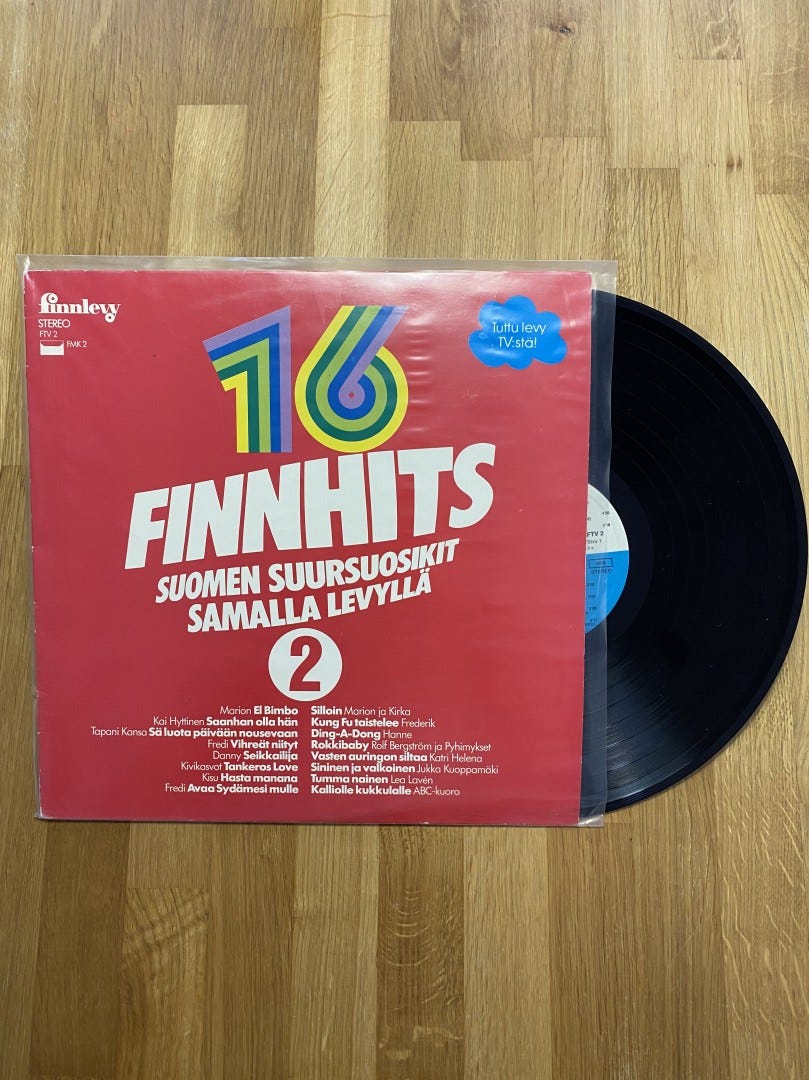 finnlevy
STEREO
FTV 2
FMK 2
16
Tuttu levy
TV:stä!
FINNHITS
SUOMEN SUURSUOSIKIT
SAMALLA LEVYLLÄ
2
Marion El Bimbo
Kai Hyttinen Saanhan olla hän
Tapani Kansa Sä luota päivään nousevaan
Fredi Vihreät niityt
Danny Seikkailija
Kivikasvot Tankeros Love
Kisu Hasta manana
Fredi Avaa Sydämesi mulle
Silloin Marion ja Kirka
Kung Fu taistelee Frederik
Ding-A-Dong Hanne
Rokkibaby Rolf Bergström ja Pyhimykset
Vasten auringon siltaa Katri Helena
Sininen ja valkoinen Jukka Kuoppamäki
Tumma nainen Lea Lavén
Kalliolle kukkulalle ABC-kuoro
FTV 2
Sivu 1
STEREO